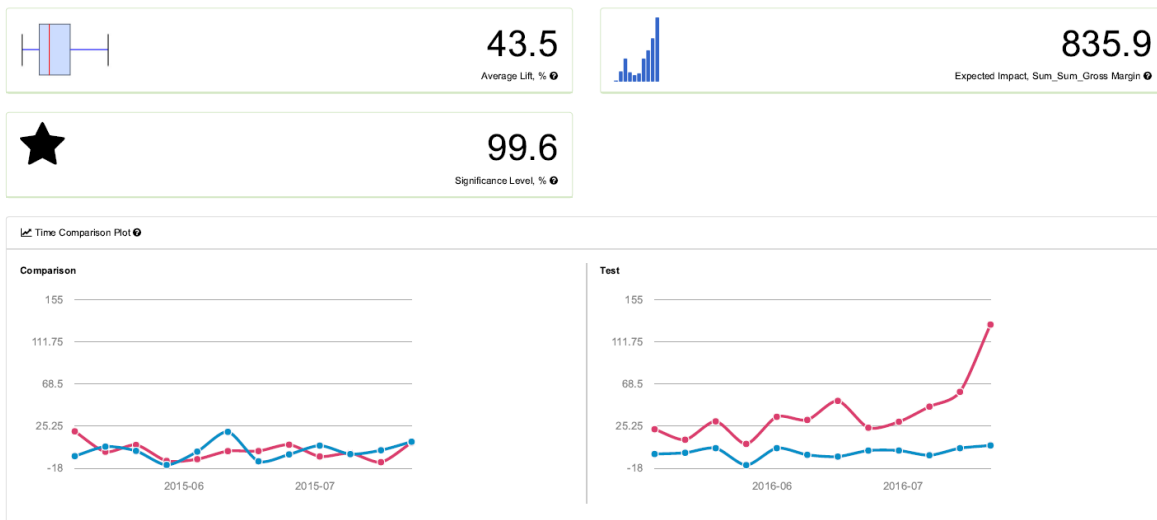 43.5
Average Lift, %
835.9
Expected Impact, Sum_Sum_Gross Margin
99.6
Significance Level, %
Time Comparison Plot
Comparison
155
111.75
68.5
25.25
-18
2015-06 2015-07
Test
155
111.75
68.5
25.25
-18
2016-06 2016-07